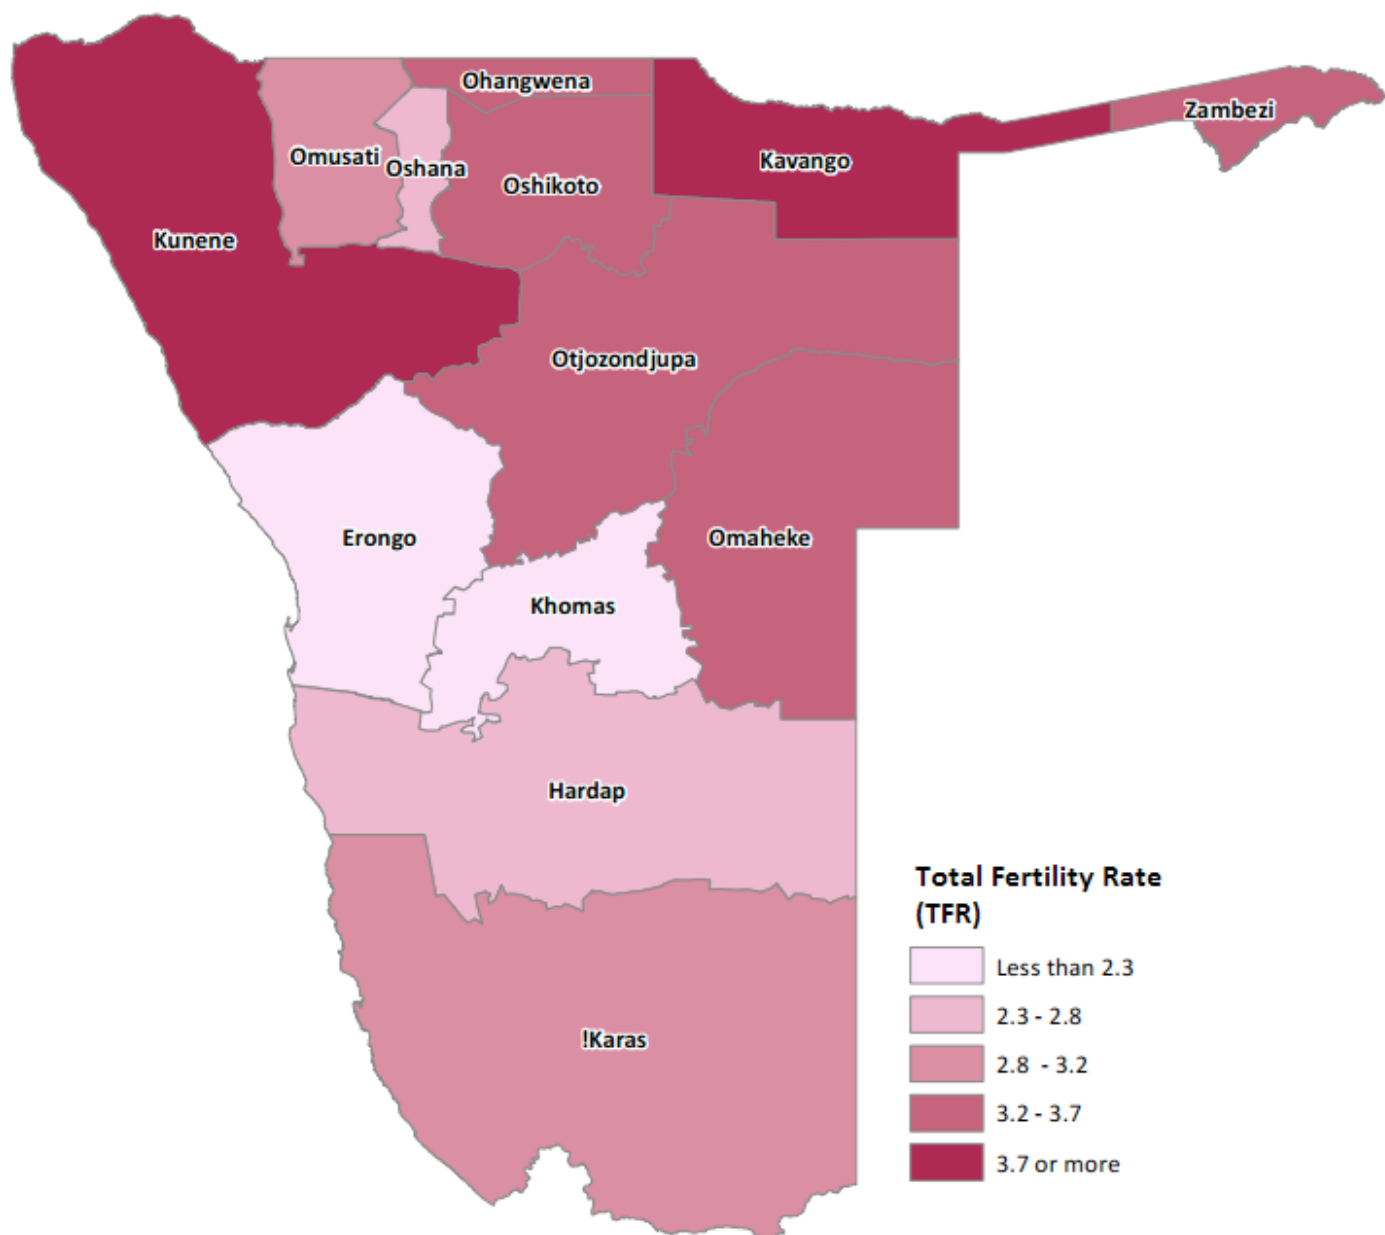 Ohangwena
Zambezi
Omusati
Oshana
Kavango
Oshikoto
Kunene
Otjozondjupa
Erongo
Omaheke
Khomas
Hardap
!Karas
Total Fertility Rate
(TFR)
Less than 2.3
2.3 - 2.8
2.8  - 3.2
3.2 - 3.7
3.7 or more